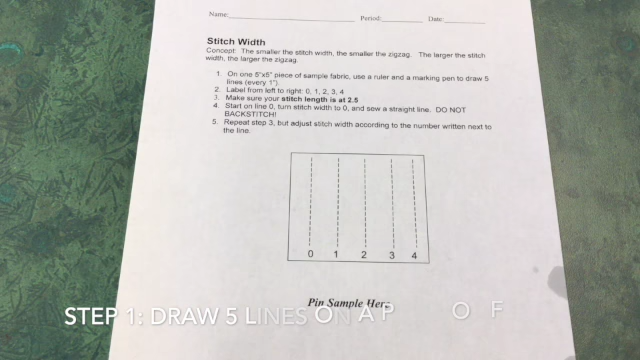 Name: Period: Date:
Stitch Width
Concept: The smaller the stitch width, the smaller the zigzag. The larger the stitch
width, the larger the zigzag.
1. On one 5"x5" piece of sample fabric, use a ruler and a marking pen to draw 5
lines (every 1").
2. Label from left to right: 0, 1, 2, 3, 4
3. Make sure your stitch length is at 2.5
4. Start on line 0, turn stitch width to 0, and sew a straight line. DO NOT
BACKSTITCH!
5. Repeat step 3, but adjust stitch width according to the number written next to
the line.
0 1 2 3 4
Pin Sample Here
STEP 1: DRAW 5 LINES ON A P O F